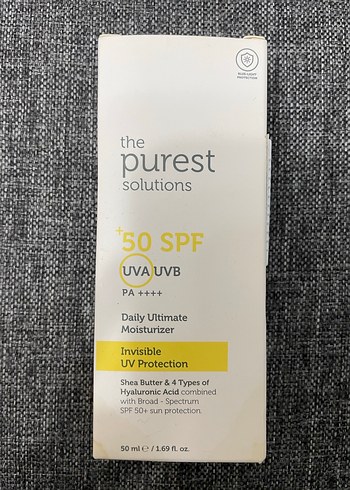 BLUE LIGHT
PROTECTION
the
purest
solutions
+50 SPF
UVA UVB
PA ++++
Daily Ultimate
Moisturizer
Invisible
UV Protection
Shea Butter & 4 Types of
Hyaluronic Acid combined
with Broad - Spectrum
SPF 50+ sun protection.
50 ml ℮ / 1.69 fl. oz.